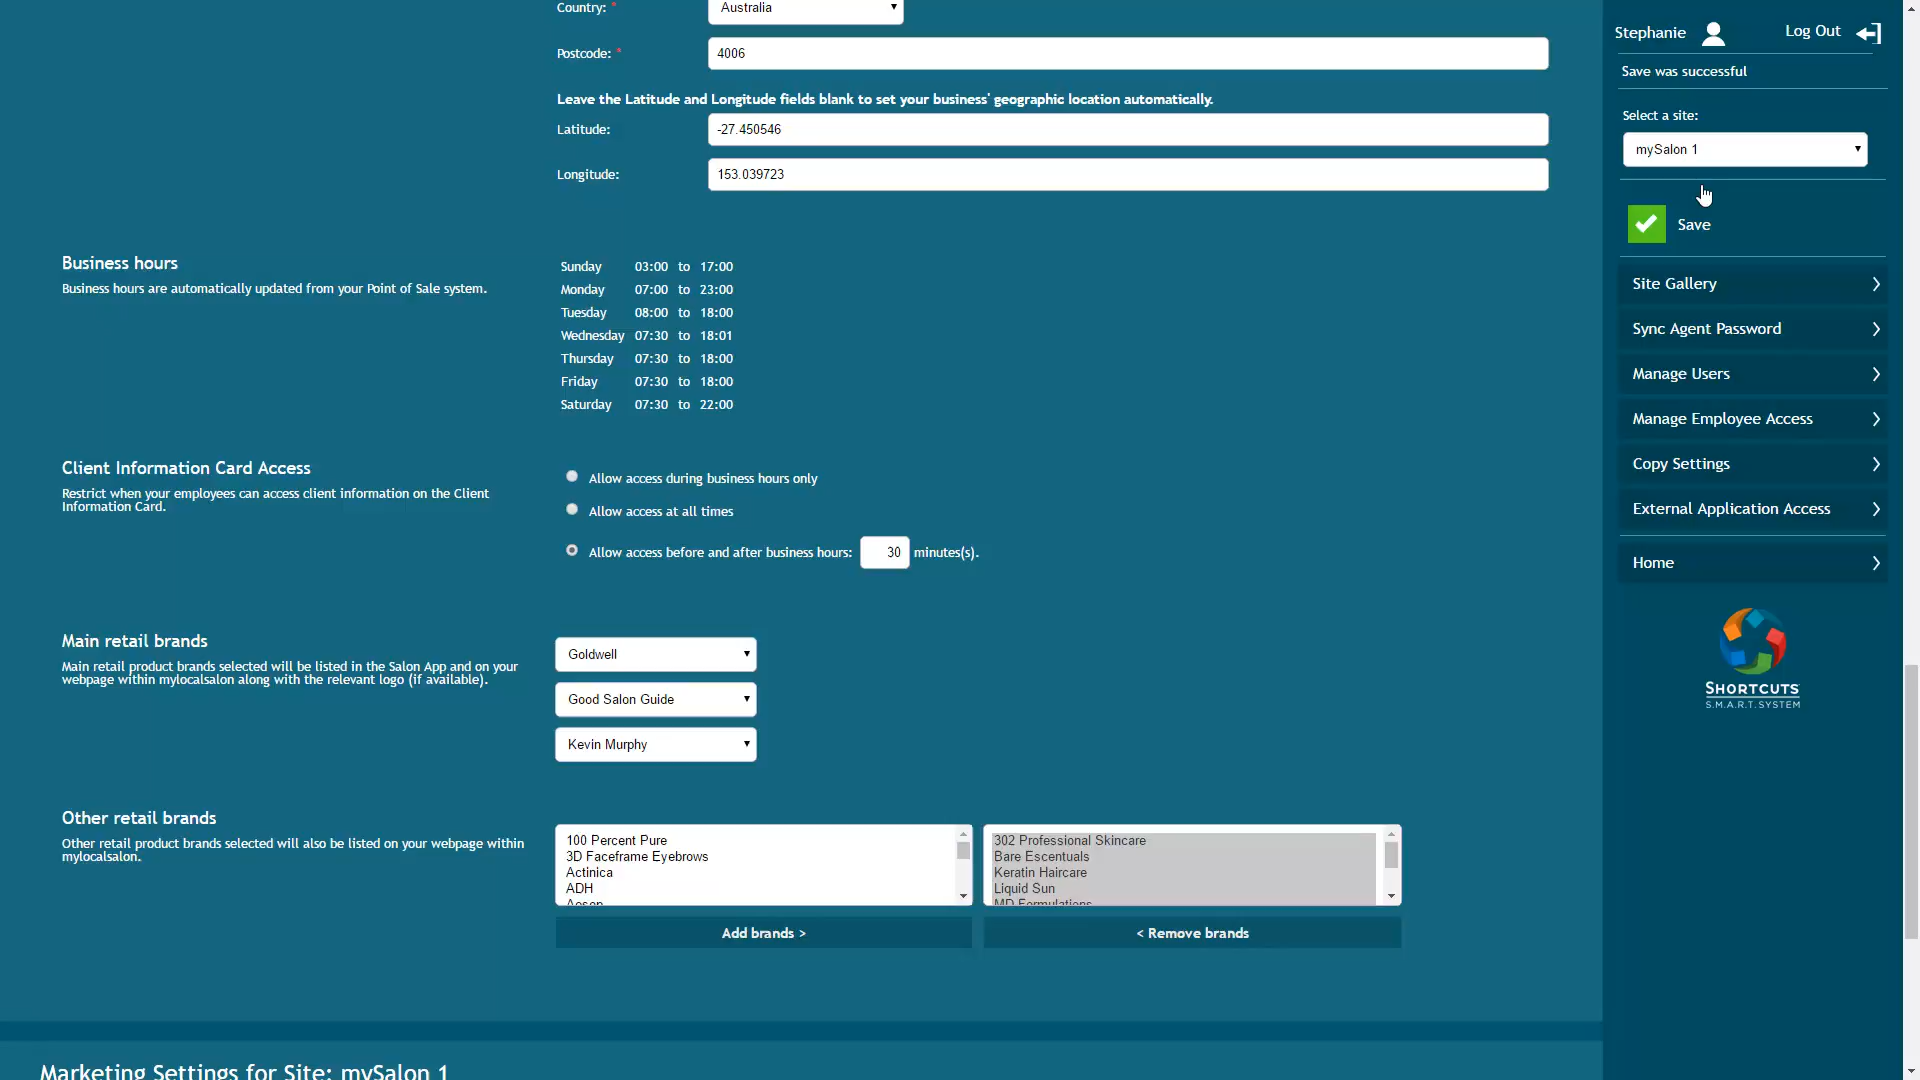 Country: *
Australia
Postcode: *
4006
Leave the Latitude and Longitude fields blank to set your business' geographic location automatically.
Latitude:
-27.450546
Longitude:
153.039723
Business hours
Business hours are automatically updated from your Point of Sale system.
Sunday 03:00 to 17:00
Monday 07:00 to 23:00
Tuesday 08:00 to 18:00
Wednesday 07:30 to 18:01
Thursday 07:30 to 18:00
Friday 07:30 to 18:00
Saturday 07:30 to 22:00
Client Information Card Access
Restrict when your employees can access client information on the Client
Information Card.
Allow access during business hours only
Allow access at all times
Allow access before and after business hours: 30 minutes(s).
Main retail brands
Main retail product brands selected will be listed in the Salon App and on your
webpage within mylocalsalon along with the relevant logo (if available).
Goldwell
Good Salon Guide
Kevin Murphy
Other retail brands
Other retail product brands selected will also be listed on your webpage within
mylocalsalon.
100 Percent Pure
3D Faceframe Eyebrows
Actinica
ADH
Aesop
302 Professional Skincare
Bare Escentuals
Keratin Haircare
Liquid Sun
MD Formulations
Add brands >
< Remove brands
Marketing Settings for Site: mySalon 1
Stephanie
Log Out
Save was successful
Select a site:
mySalon 1
Save
Site Gallery
Sync Agent Password
Manage Users
Manage Employee Access
Copy Settings
External Application Access
Home
SHORTCUTS
S.M.A.R.T. SYSTEM